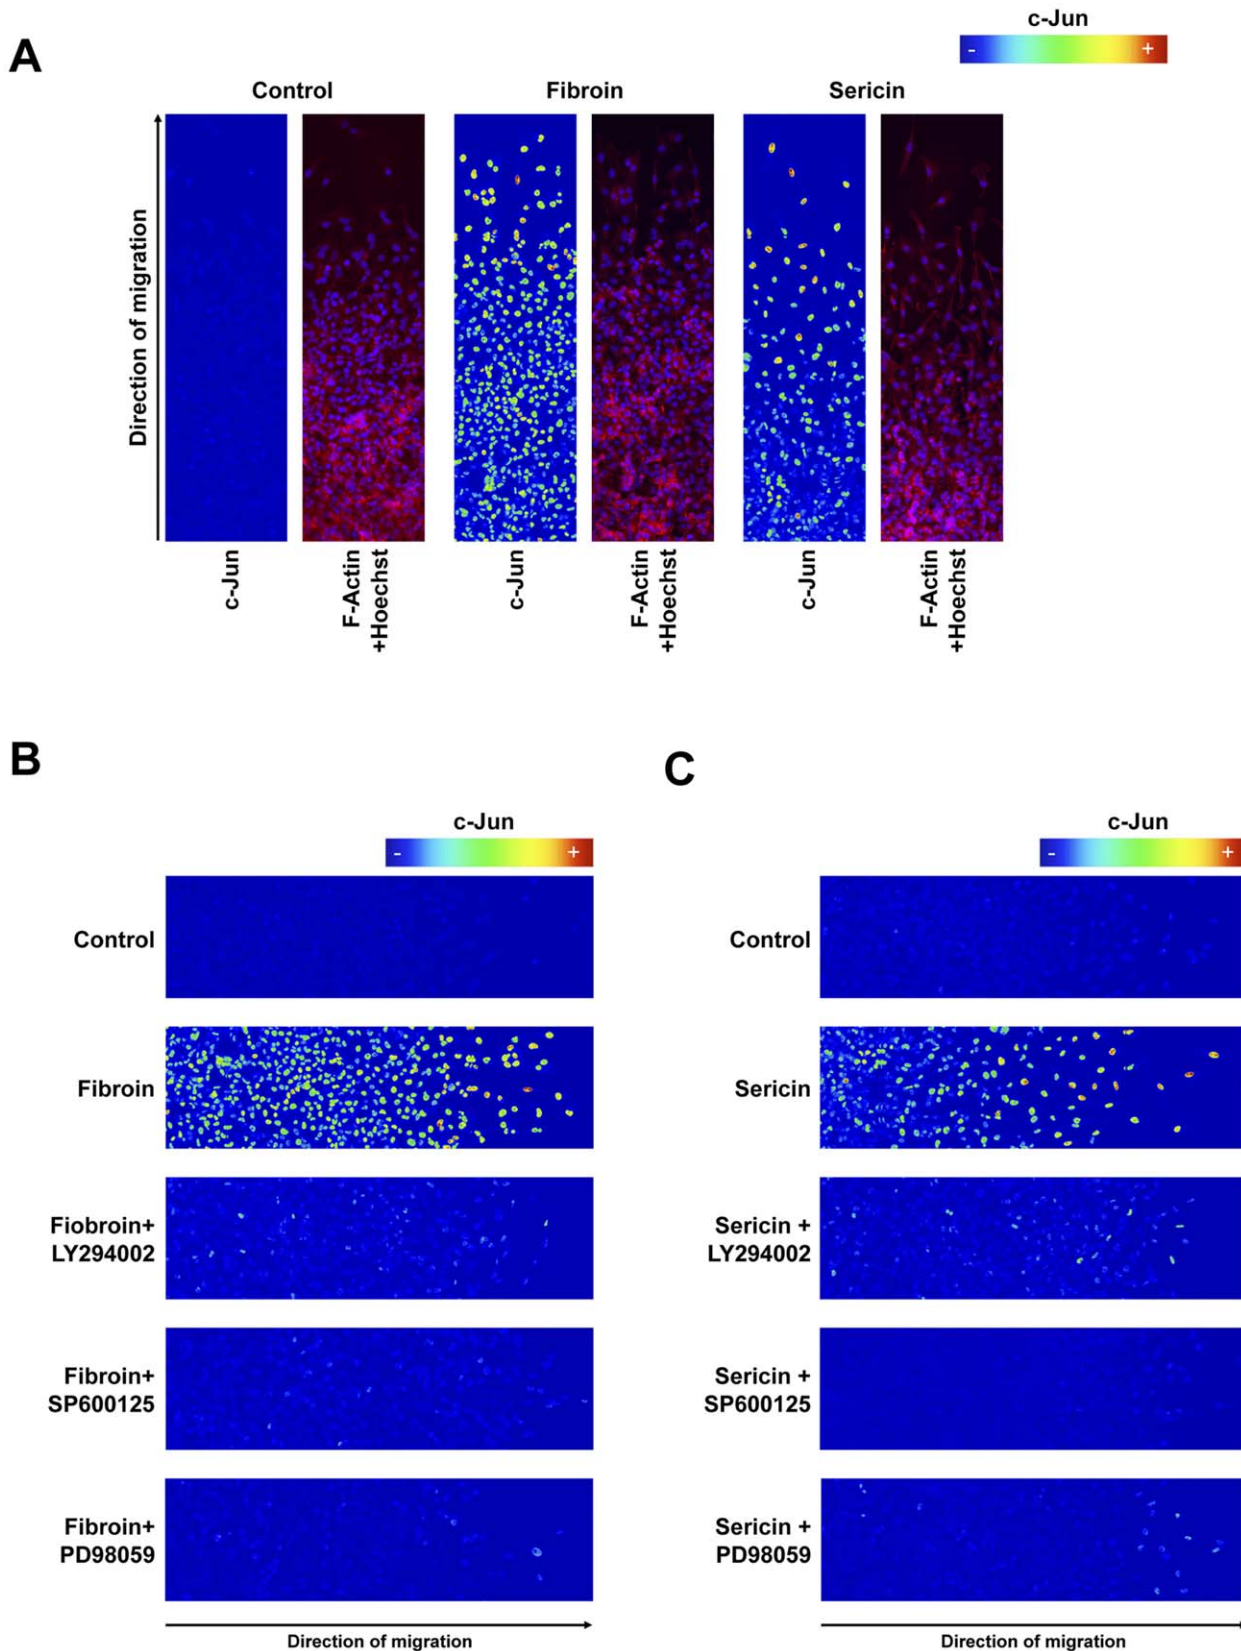 A
c-Jun
- +
Control Fibroin Sericin
Direction of migration
c-Jun
F-Actin
+Hoechst
c-Jun
F-Actin
+Hoechst
c-Jun
F-Actin
+Hoechst
B
c-Jun
- +
Control
Fibroin
Fiobroin+
LY294002
Fibroin+
SP600125
Fibroin+
PD98059
Direction of migration
C
c-Jun
- +
Control
Sericin
Sericin +
LY294002
Sericin +
SP600125
Sericin +
PD98059
Direction of migration